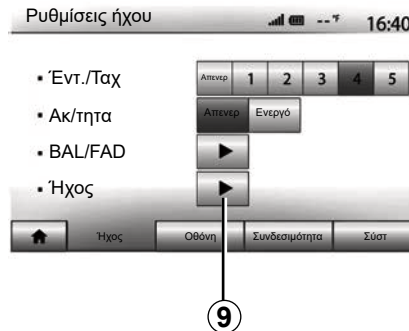 Ρυθμίσεις ήχου --°F 16:40
▪ Έντ./Ταχ Απενερ 1 2 3 4 5
▪ Ακ/τητα Απενερ Ενεργό
▪ BAL/FAD
▪ Ήχος
Ήχος Οθόνη Συνδεσιμότητα Σύστ
9